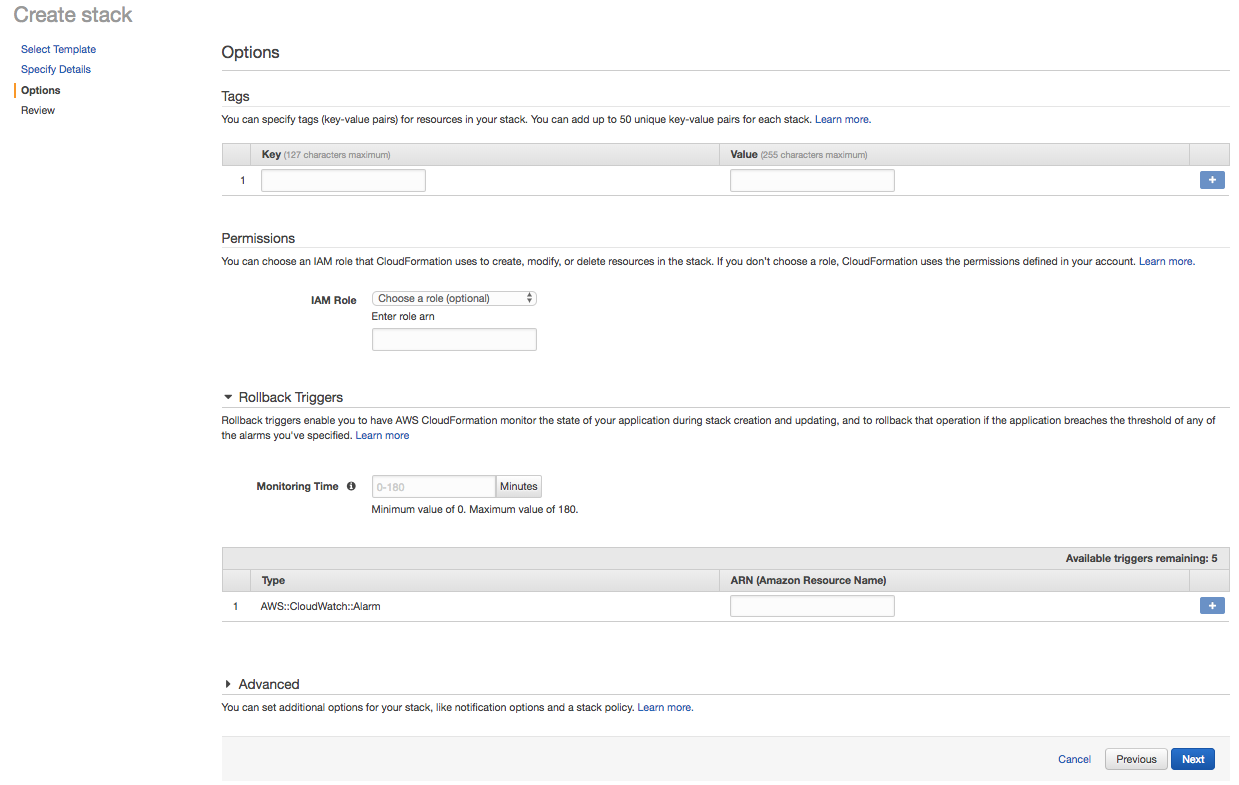 Create stack
Select Template
Specify Details
Options
Review
Options
Tags
You can specify tags (key-value pairs) for resources in your stack. You can add up to 50 unique key-value pairs for each stack. Learn more.
Key (127 characters maximum) Value (255 characters maximum)
1 +
Permissions
You can choose an IAM role that CloudFormation uses to create, modify, or delete resources in the stack. If you don't choose a role, CloudFormation uses the permissions defined in your account. Learn more.
IAM Role Choose a role (optional)
Enter role arn
Rollback Triggers
Rollback triggers enable you to have AWS CloudFormation monitor the state of your application during stack creation and updating, and to rollback that operation if the application breaches the threshold of any of
the alarms you've specified. Learn more
Monitoring Time 0-180 Minutes
Minimum value of 0. Maximum value of 180.
Available triggers remaining: 5
Type ARN (Amazon Resource Name)
1 AWS::CloudWatch::Alarm +
Advanced
You can set additional options for your stack, like notification options and a stack policy. Learn more.
Cancel Previous Next